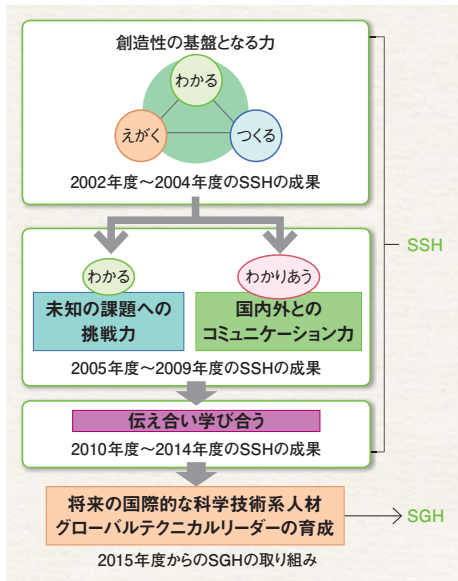 創造性の基盤となる力
わかる
えがく
つくる
2002年度～2004年度のSSHの成果
SSH
わかる
未知の課題への
挑戦力
わかりあう
国内外との
コミュニケーション力
2005年度～2009年度のSSHの成果
伝え合い学び合う
2010年度～2014年度のSSHの成果
将来の国際的な科学技術系人材
グローバルテクニカルリーダーの育成
SGH
2015年度からのSGHの取り組み